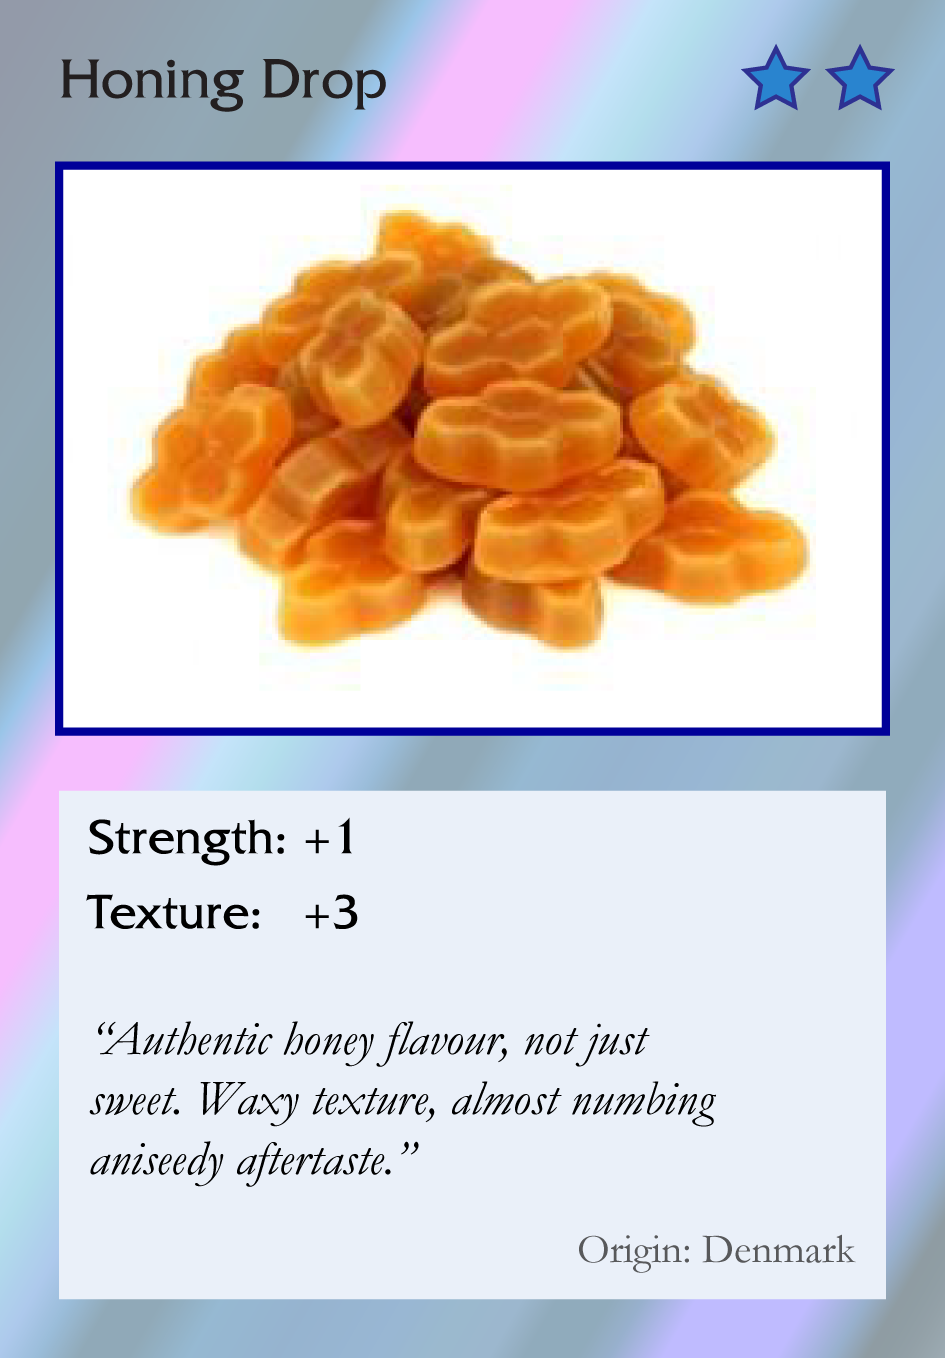 Honing Drop
Strength: +1
Texture: +3
“Authentic honey flavour, not just
sweet. Waxy texture, almost numbing
aniseedy aftertaste.”
Origin: Denmark